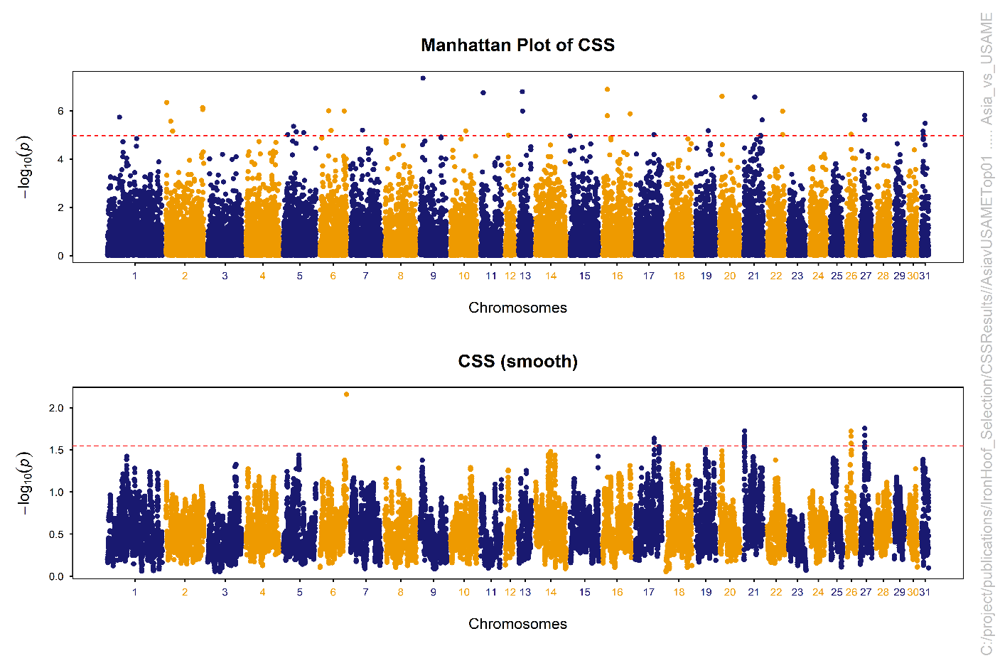 Manhattan Plot of CSS
6
4
2
0
−log10(p)
1 2 3 4 5 6 7 8 9 10 11 12 13 14 15 16 17 18 19 20 21 22 23 24 25 26 27 28 29 30 31
Chromosomes
CSS (smooth)
2.0
1.5
1.0
0.5
0.0
−log10(p)
1 2 3 4 5 6 7 8 9 10 11 12 13 14 15 16 17 18 19 20 21 22 23 24 25 26 27 28 29 30 31
Chromosomes
C:/project/publications/IronHoof_Selection/CSSResults//AsiavUSAMETop01 ..... Asia_vs_USAME